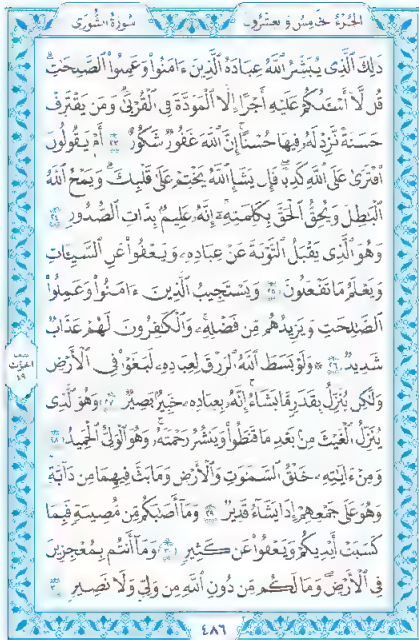 الجزء الخامس والعشرون
سورة الشورى
ذَٰلِكَ ٱلَّذِى يُبَشِّرُ ٱللَّهُ عِبَادَهُ ٱلَّذِينَ ءَامَنُوا۟ وَعَمِلُوا۟ ٱلصَّٰلِحَٰتِ ۗ
قُل لَّآ أَسْـَٔلُكُمْ عَلَيْهِ أَجْرًا إِلَّا ٱلْمَوَدَّةَ فِى ٱلْقُرْبَىٰ ۗ وَمَن يَقْتَرِفْ
حَسَنَةً نَّزِدْ لَهُۥ فِيهَا حُسْنًا ۚ إِنَّ ٱللَّهَ غَفُورٌ شَكُورٌ ٢٣ أَمْ يَقُولُونَ
ٱفْتَرَىٰ عَلَى ٱللَّهِ كَذِبًا ۖ فَإِن يَشَإِ ٱللَّهُ يَخْتِمْ عَلَىٰ قَلْبِكَ ۗ وَيَمْحُ ٱللَّهُ
ٱلْبَٰطِلَ وَيُحِقُّ ٱلْحَقَّ بِكَلِمَٰتِهِۦٓ ۚ إِنَّهُۥ عَلِيمٌۢ بِذَاتِ ٱلصُّدُورِ ٢٤
وَهُوَ ٱلَّذِى يَقْبَلُ ٱلتَّوْبَةَ عَنْ عِبَادِهِۦ وَيَعْفُوا۟ عَنِ ٱلسَّيِّـَٔاتِ
وَيَعْلَمُ مَا تَفْعَلُونَ ٢٥ وَيَسْتَجِيبُ ٱلَّذِينَ ءَامَنُوا۟ وَعَمِلُوا۟
ٱلصَّٰلِحَٰتِ وَيَزِيدُهُم مِّن فَضْلِهِۦ ۚ وَٱلْكَٰفِرُونَ لَهُمْ عَذَابٌ
شَدِيدٌ ٢٦ ۞ وَلَوْ بَسَطَ ٱللَّهُ ٱلرِّزْقَ لِعِبَادِهِۦ لَبَغَوْا۟ فِى ٱلْأَرْضِ
وَلَٰكِن يُنَزِّلُ بِقَدَرٍ مَّا يَشَآءُ ۚ إِنَّهُۥ بِعِبَادِهِۦ خَبِيرٌۢ بَصِيرٌ ٢٧ وَهُوَ ٱلَّذِى
يُنَزِّلُ ٱلْغَيْثَ مِنۢ بَعْدِ مَا قَنَطُوا۟ وَيَنشُرُ رَحْمَتَهُۥ ۚ وَهُوَ ٱلْوَلِىُّ ٱلْحَمِيدُ ٢٨
وَمِنْ ءَايَٰتِهِۦ خَلْقُ ٱلسَّمَٰوَٰتِ وَٱلْأَرْضِ وَمَا بَثَّ فِيهِمَا مِن دَآبَّةٍ ۚ
وَهُوَ عَلَىٰ جَمْعِهِمْ إِذَا يَشَآءُ قَدِيرٌ ٢٩ وَمَآ أَصَٰبَكُم مِّن مُّصِيبَةٍ فَبِمَا
كَسَبَتْ أَيْدِيكُمْ وَيَعْفُوا۟ عَن كَثِيرٍ ٣٠ وَمَآ أَنتُم بِمُعْجِزِينَ
فِى ٱلْأَرْضِ ۖ وَمَا لَكُم مِّن دُونِ ٱللَّهِ مِن وَلِىٍّ وَلَا نَصِيرٍ ٣١
الحزب
٤٩
٤٨٦